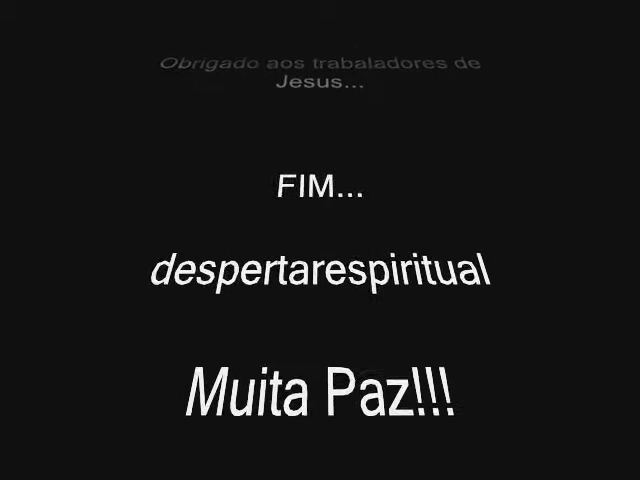 Obrigado aos trabaladores de
Jesus...
FIM...
despertarespiritual
Muita Paz!!!